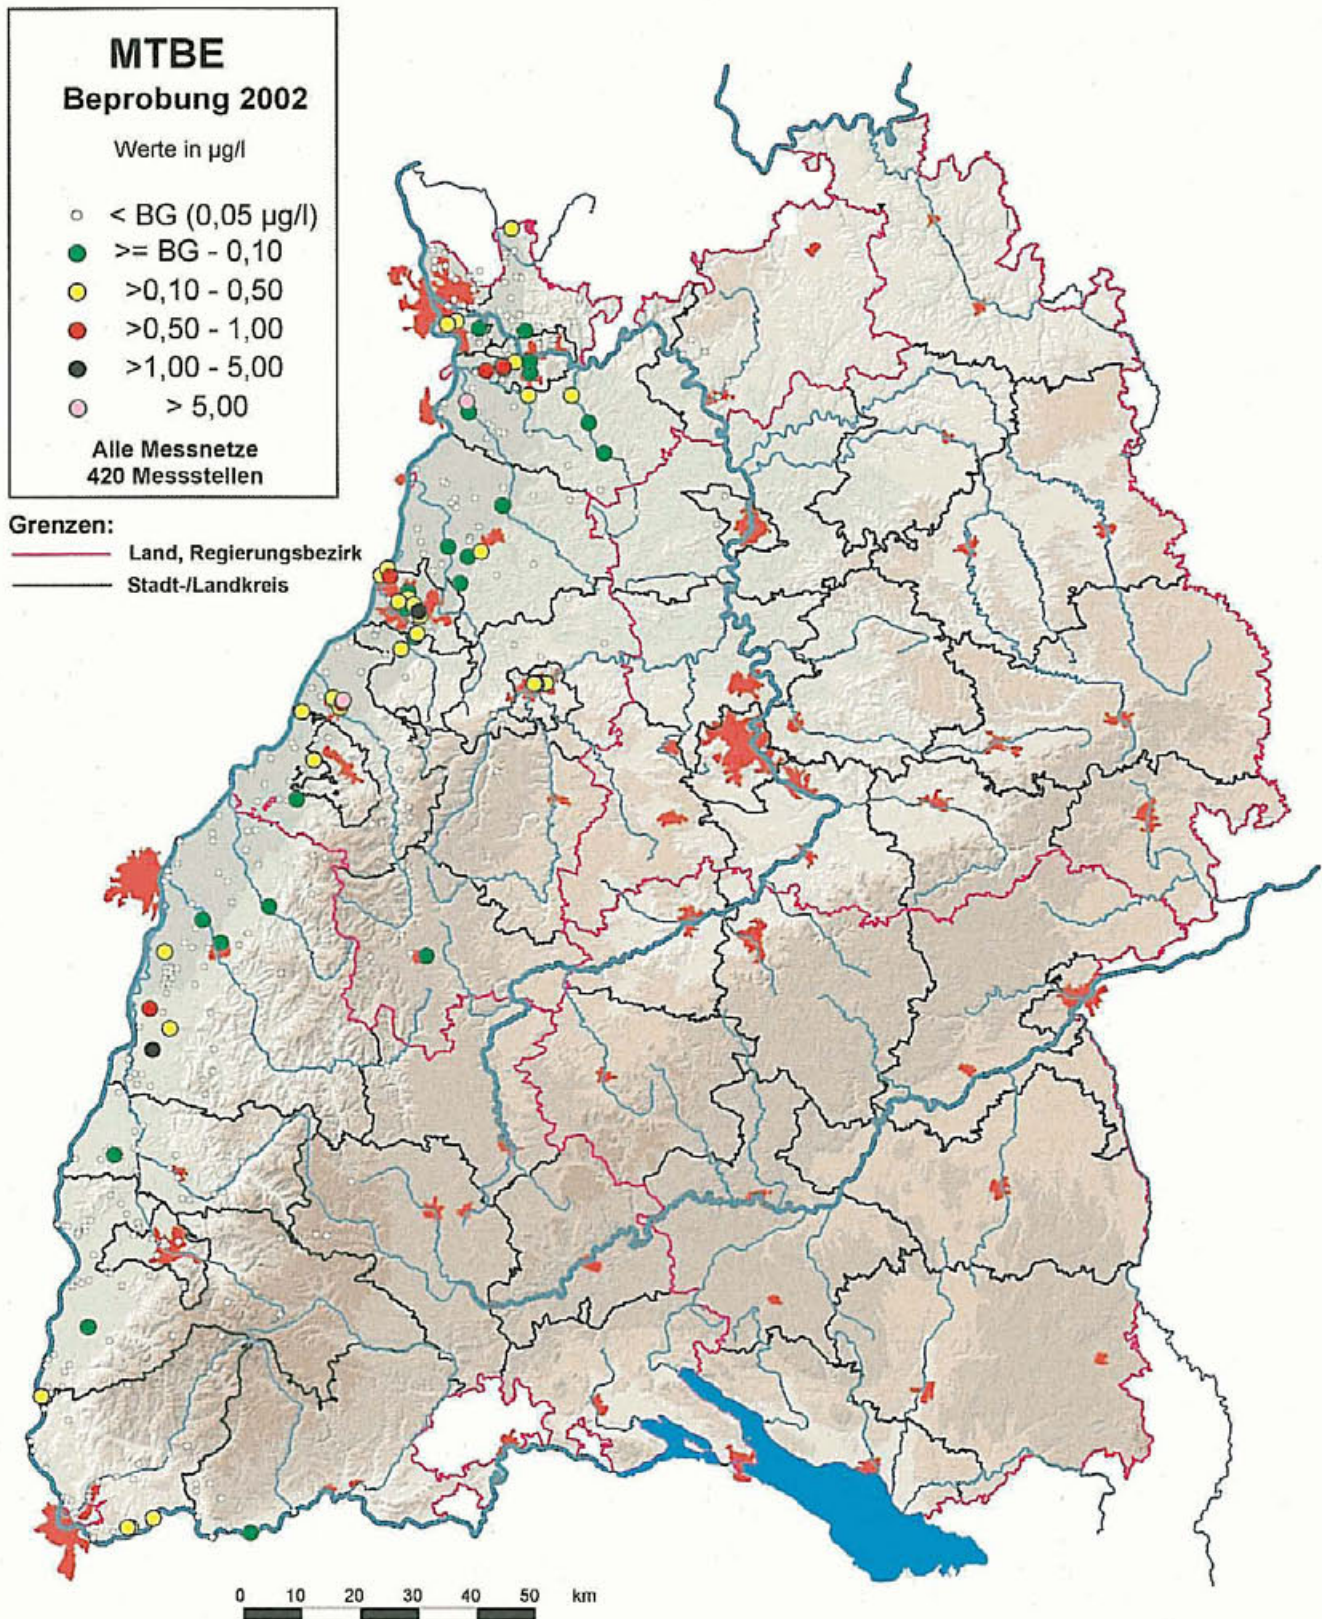 MTBE
Beprobung 2002
Werte in µg/l
< BG (0,05 µg/l)
>= BG - 0,10
>0,10 - 0,50
>0,50 - 1,00
>1,00 - 5,00
> 5,00
Alle Messnetze
420 Messstellen
Grenzen:
Land, Regierungsbezirk
Stadt-/Landkreis
0 10 20 30 40 50 km